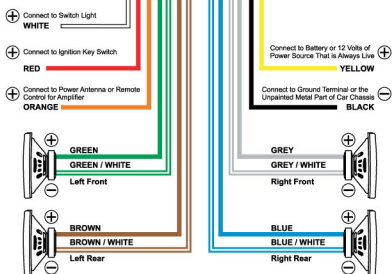 Connect to Switch Light
WHITE
Connect to Ignition Key Switch
RED
Connect to Power Antenna or Remote
Control for Amplifier
ORANGE
Connect to Battery or 12 Volts of
Power Source That is Always Live
YELLOW
Connect to Ground Terminal or the
Unpainted Metal Part of Car Chassis
BLACK
GREEN
GREEN / WHITE
Left Front
GREY
GREY / WHITE
Right Front
BROWN
BROWN / WHITE
Left Rear
BLUE
BLUE / WHITE
Right Rear